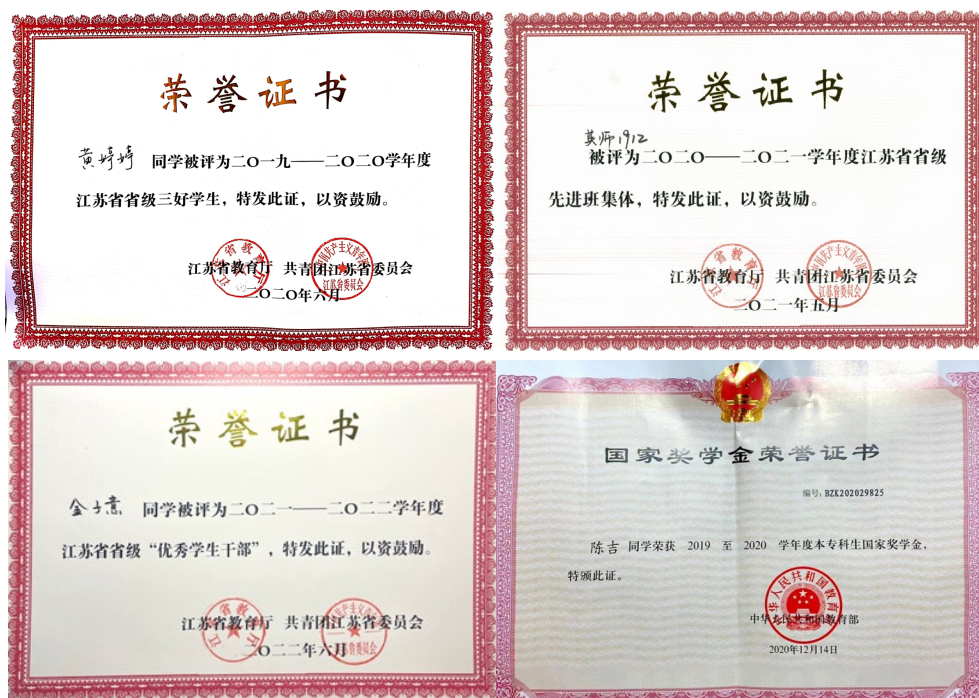 荣誉证书
黄婷婷 同学被评为二〇一九——二〇二〇学年度
江苏省省级三好学生，特发此证，以资鼓励。
江苏省教育厅 共青团江苏省委员会
二〇二〇年六月
荣誉证书
英师1912
被评为二〇二〇——二〇二一学年度江苏省省级
先进班集体，特发此证，以资鼓励。
江苏省教育厅 共青团江苏省委员会
二〇二一年五月
荣誉证书
同学被评为二〇二一——二〇二二学年度
江苏省省级“优秀学生干部”，特发此证，以资鼓励。
江苏省教育厅 共青团江苏省委员会
二〇二二年六月
国家奖学金荣誉证书
编号: BZK202029825
陈吉 同学荣获 2019 至 2020 学年度本专科生国家奖学金，
特颁此证。
中华人民共和国教育部
2020年12月14日